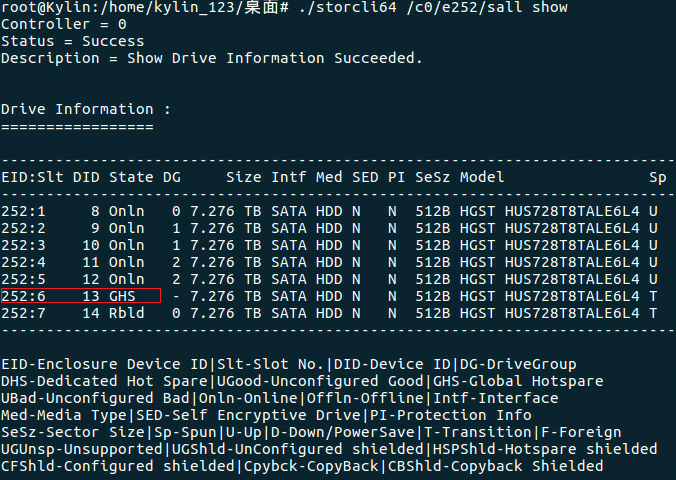 root@Kylin:/home/kylin_123/桌面# ./storcli64 /c0/e252/sall show
Controller = 0
Status = Success
Description = Show Drive Information Succeeded.
Drive Information :
=================
-------------------------------------------------------------------------------
EID:Slt DID State DG     Size Intf Med SED PI SeSz Model               Sp
-------------------------------------------------------------------------------
252:1     8 Onln   0 7.276 TB SATA HDD N   N  512B HGST HUS728T8TALE6L4 U
252:2     9 Onln   1 7.276 TB SATA HDD N   N  512B HGST HUS728T8TALE6L4 U
252:3    10 Onln   1 7.276 TB SATA HDD N   N  512B HGST HUS728T8TALE6L4 U
252:4    11 Onln   2 7.276 TB SATA HDD N   N  512B HGST HUS728T8TALE6L4 U
252:5    12 Onln   2 7.276 TB SATA HDD N   N  512B HGST HUS728T8TALE6L4 U
252:6    13 GHS    - 7.276 TB SATA HDD N   N  512B HGST HUS728T8TALE6L4 T
252:7    14 Rbld   0 7.276 TB SATA HDD N   N  512B HGST HUS728T8TALE6L4 T
-------------------------------------------------------------------------------
EID-Enclosure Device ID|Slt-Slot No.|DID-Device ID|DG-DriveGroup
DHS-Dedicated Hot Spare|UGood-Unconfigured Good|GHS-Global Hotspare
UBad-Unconfigured Bad|Onln-Online|Offln-Offline|Intf-Interface
Med-Media Type|SED-Self Encryptive Drive|PI-Protection Info
SeSz-Sector Size|Sp-Spun|U-Up|D-Down/PowerSave|T-Transition|F-Foreign
UGUnsp-Unsupported|UGShld-UnConfigured shielded|HSPShld-Hotspare shielded
CFShld-Configured shielded|Cpybck-CopyBack|CBShld-Copyback Shielded